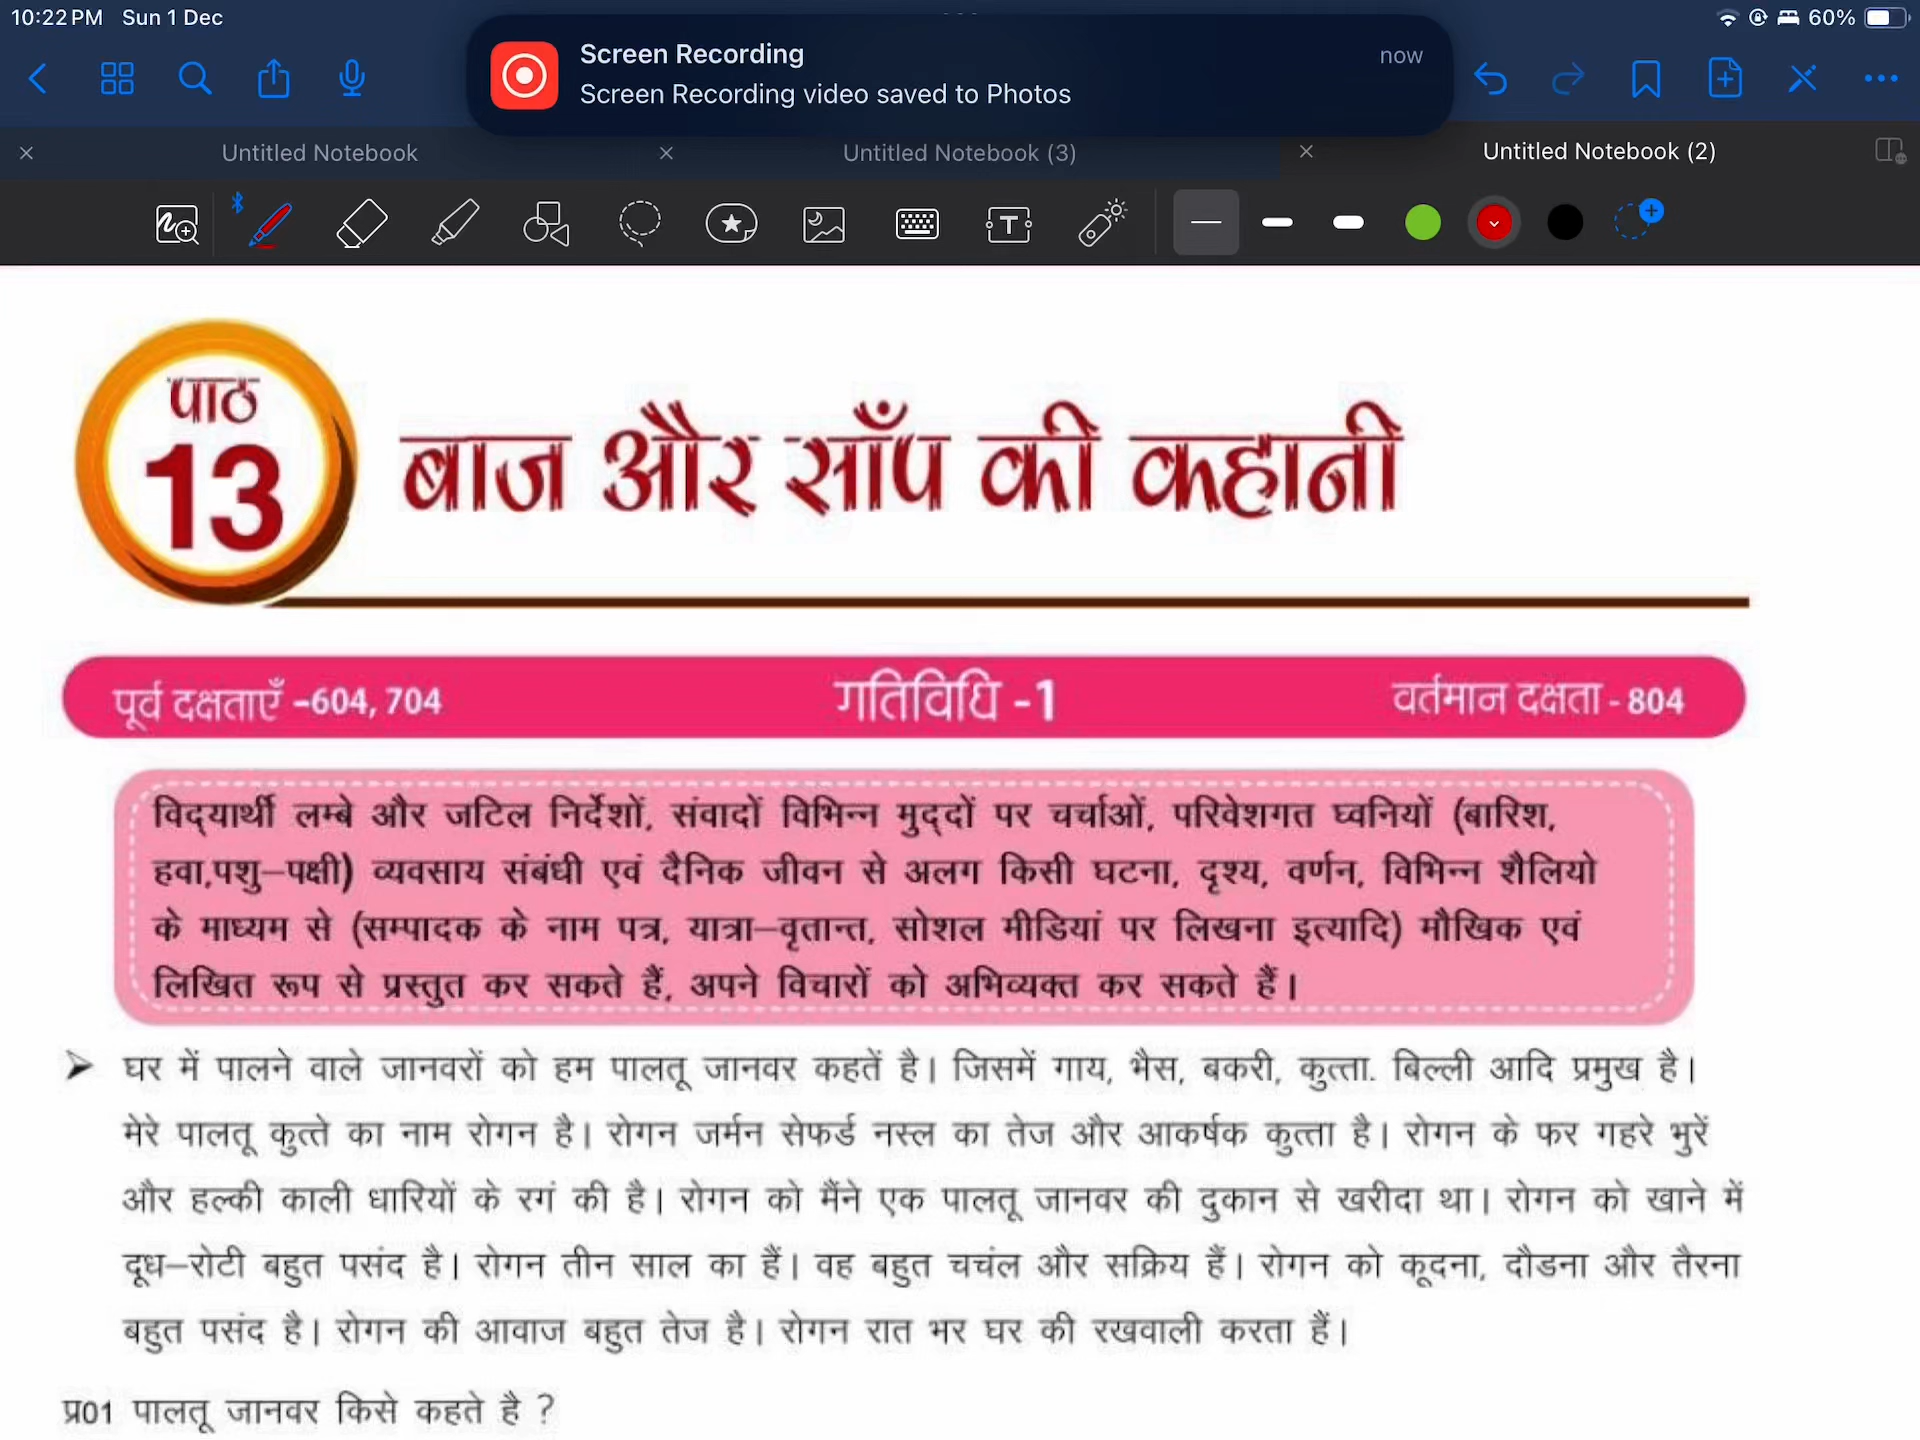 10:22 PM Sun 1 Dec
60%
Screen Recording
now
Screen Recording video saved to Photos
Untitled Notebook
Untitled Notebook (3)
Untitled Notebook (2)
T
पाठ
13
बाज और साँप की कहानी
पूर्व दक्षताएँ -604, 704
गतिविधि -1
वर्तमान दक्षता - 804
विद्यार्थी लम्बे और जटिल निर्देशों, संवादों विभिन्न मुद्दों पर चर्चाओं, परिवेशगत घ्वनियों (बारिश,
हवा,पशु–पक्षी) व्यवसाय संबंधी एवं दैनिक जीवन से अलग किसी घटना, दृश्य, वर्णन, विभिन्न शैलियो
के माध्यम से (सम्पादक के नाम पत्र, यात्रा–वृतान्त, सोशल मीडियां पर लिखना इत्यादि) मौखिक एवं
लिखित रूप से प्रस्तुत कर सकते हैं, अपने विचारों को अभिव्यक्त कर सकते हैं।
➤ घर में पालने वाले जानवरों को हम पालतू जानवर कहतें है। जिसमें गाय, भैस, बकरी, कुत्ता. बिल्ली आदि प्रमुख है।
मेरे पालतू कुत्ते का नाम रोगन है। रोगन जर्मन सेफर्ड नस्ल का तेज और आकर्षक कुत्ता है। रोगन के फर गहरे भुरें
और हल्की काली धारियों के रगं की है। रोगन को मैंने एक पालतू जानवर की दुकान से खरीदा था। रोगन को खाने में
दूध–रोटी बहुत पसंद है। रोगन तीन साल का हैं। वह बहुत चचंल और सक्रिय हैं। रोगन को कूदना, दौडना और तैरना
बहुत पसंद है। रोगन की आवाज बहुत तेज है। रोगन रात भर घर की रखवाली करता हैं।
प्र01 पालतू जानवर किसे कहते है ?